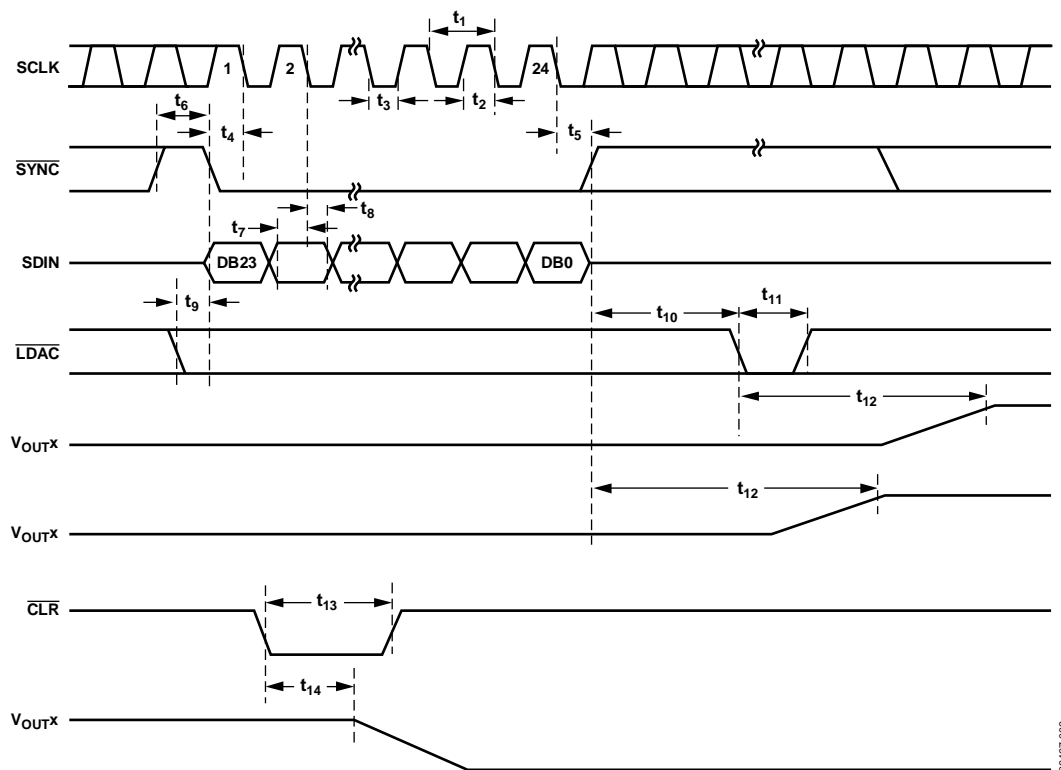 t1
SCLK 1 2 24
t3 t2
t6
t4 t5
SYNC
t8
t7
SDIN DB23 DB0
t9
t10 t11
LDAC
t12
VOUTx
t12
VOUTx
CLR t13
t14
VOUTx